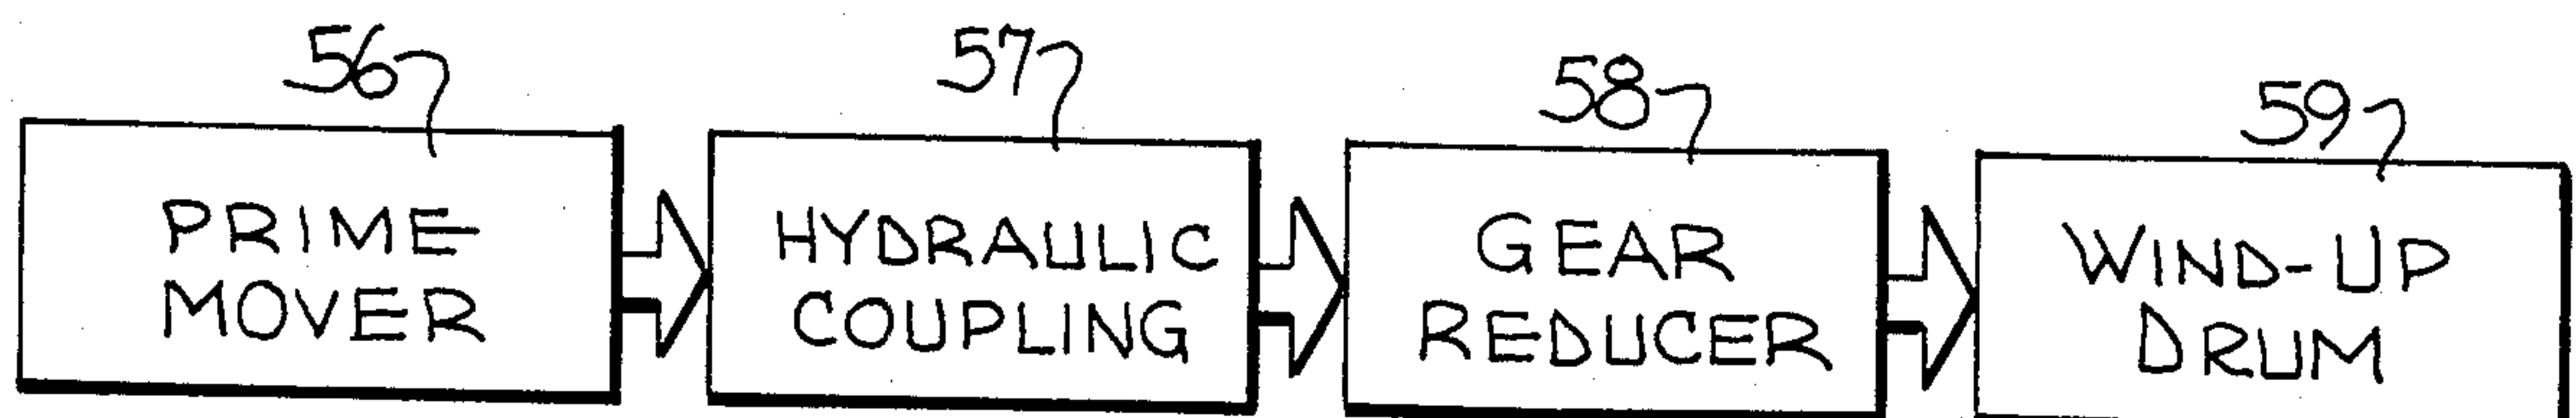 56
57
58
59
PRIME
MOVER
HYDRAULIC
COUPLING
GEAR
REDUCER
WIND-UP
DRUM